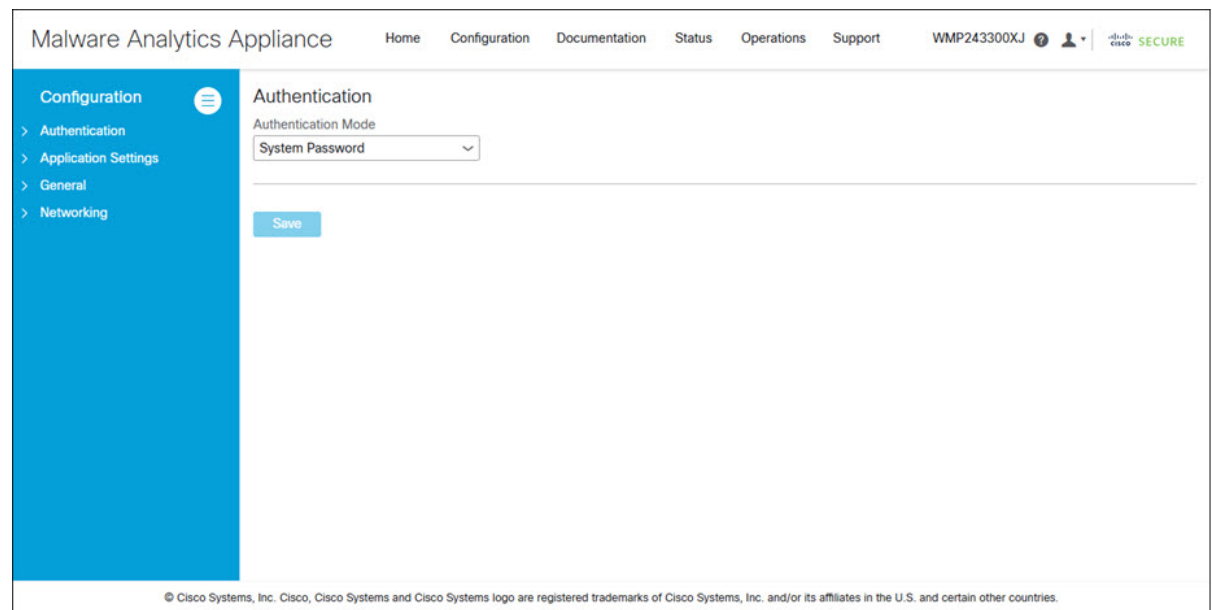 Malware Analytics Appliance
Home Configuration Documentation Status Operations Support WMP243300XJ ? CISCO SECURE
Configuration
> Authentication
> Application Settings
> General
> Networking
Authentication
Authentication Mode
System Password
Save
© Cisco Systems, Inc. Cisco, Cisco Systems and Cisco Systems logo are registered trademarks of Cisco Systems, Inc. and/or its affiliates in the U.S. and certain other countries.